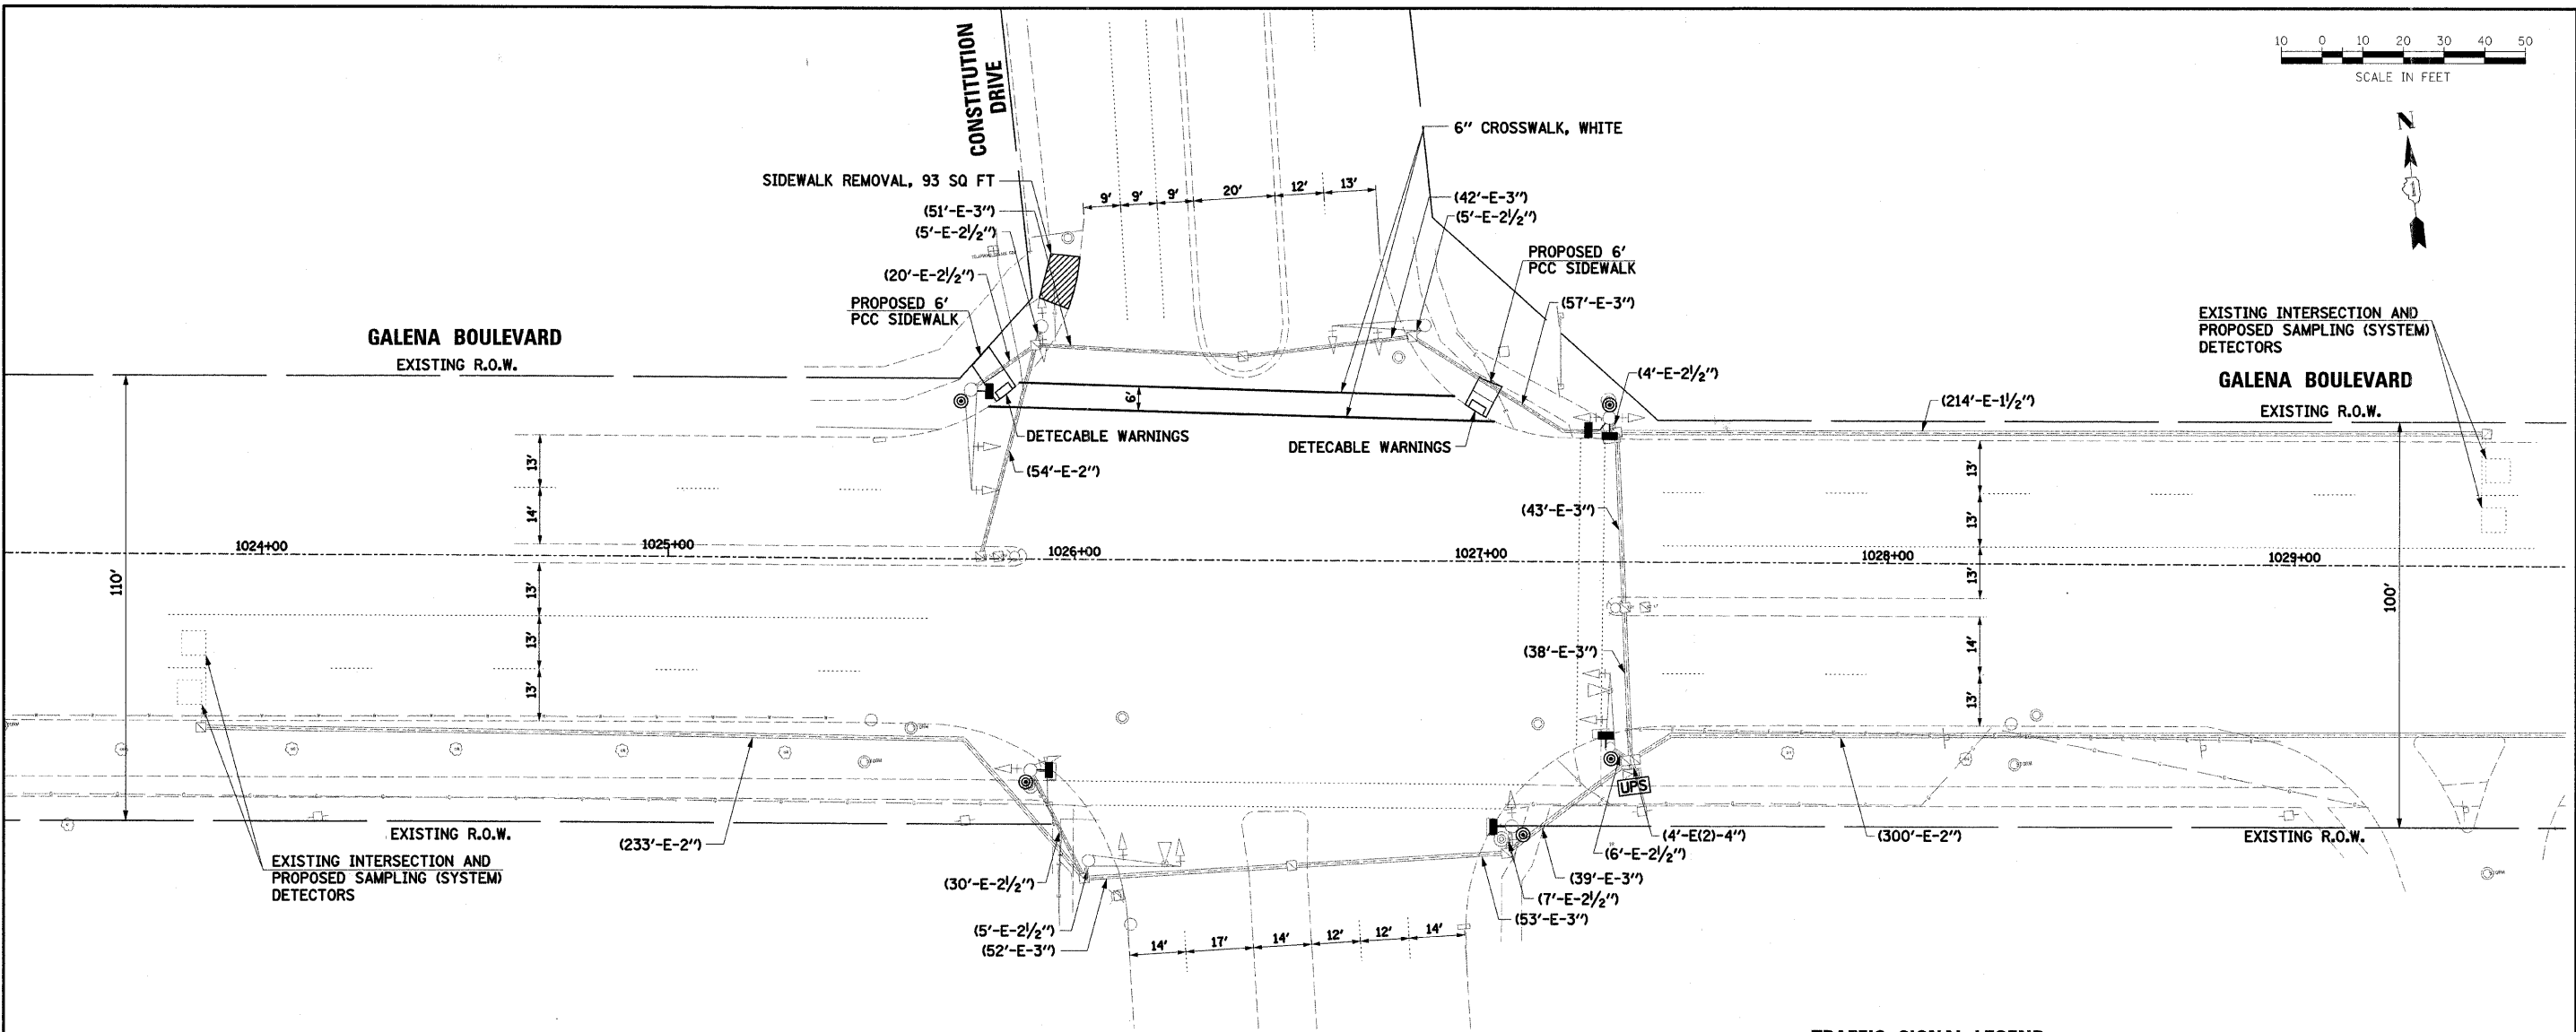 10 0 10 20 30 40 50
SCALE IN FEET
N
CONSTITUTION
DRIVE
6" CROSSWALK, WHITE
SIDEWALK REMOVAL, 93 SQ FT
9' 9' 9' 20' 12' 13'
(51'-E-3")
(42'-E-3")
(5'-E-2½")
(5'-E-2½")
(20'-E-2½")
PROPOSED 6'
PCC SIDEWALK
PROPOSED 6'
PCC SIDEWALK
(57'-E-3")
EXISTING INTERSECTION AND
PROPOSED SAMPLING (SYSTEM)
DETECTORS
GALENA BOULEVARD
EXISTING R.O.W.
(4'-E-2½")
GALENA BOULEVARD
EXISTING R.O.W.
(214'-E-1½")
6'
DETECABLE WARNINGS
DETECABLE WARNINGS
(54'-E-2")
13'
14'
13'
13'
13'
13'
13'
13'
14'
13'
(43'-E-3")
1024+00
1025+00
1026+00
1027+00
1028+00
1029+00
110'
100'
(38'-E-3")
UPS
EXISTING R.O.W.
(233'-E-2")
(4'-E(2)-4")
(300'-E-2")
EXISTING R.O.W.
(6'-E-2½")
EXISTING INTERSECTION AND
PROPOSED SAMPLING (SYSTEM)
DETECTORS
(30'-E-2½")
(39'-E-3")
(7'-E-2½")
(53'-E-3")
(5'-E-2½")
(52'-E-3")
14' 17' 14' 12' 12' 14'